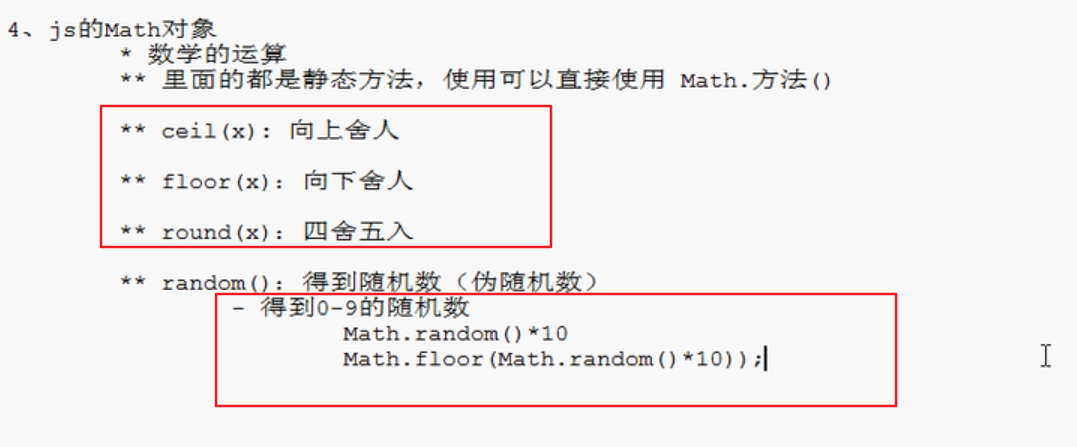 4、js的Math对象
* 数学的运算
** 里面的都是静态方法，使用可以直接使用 Math.方法()
** ceil(x): 向上舍人
** floor(x): 向下舍人
** round(x): 四舍五入
** random(): 得到随机数（伪随机数）
- 得到0-9的随机数
Math.random()*10
Math.floor(Math.random()*10));